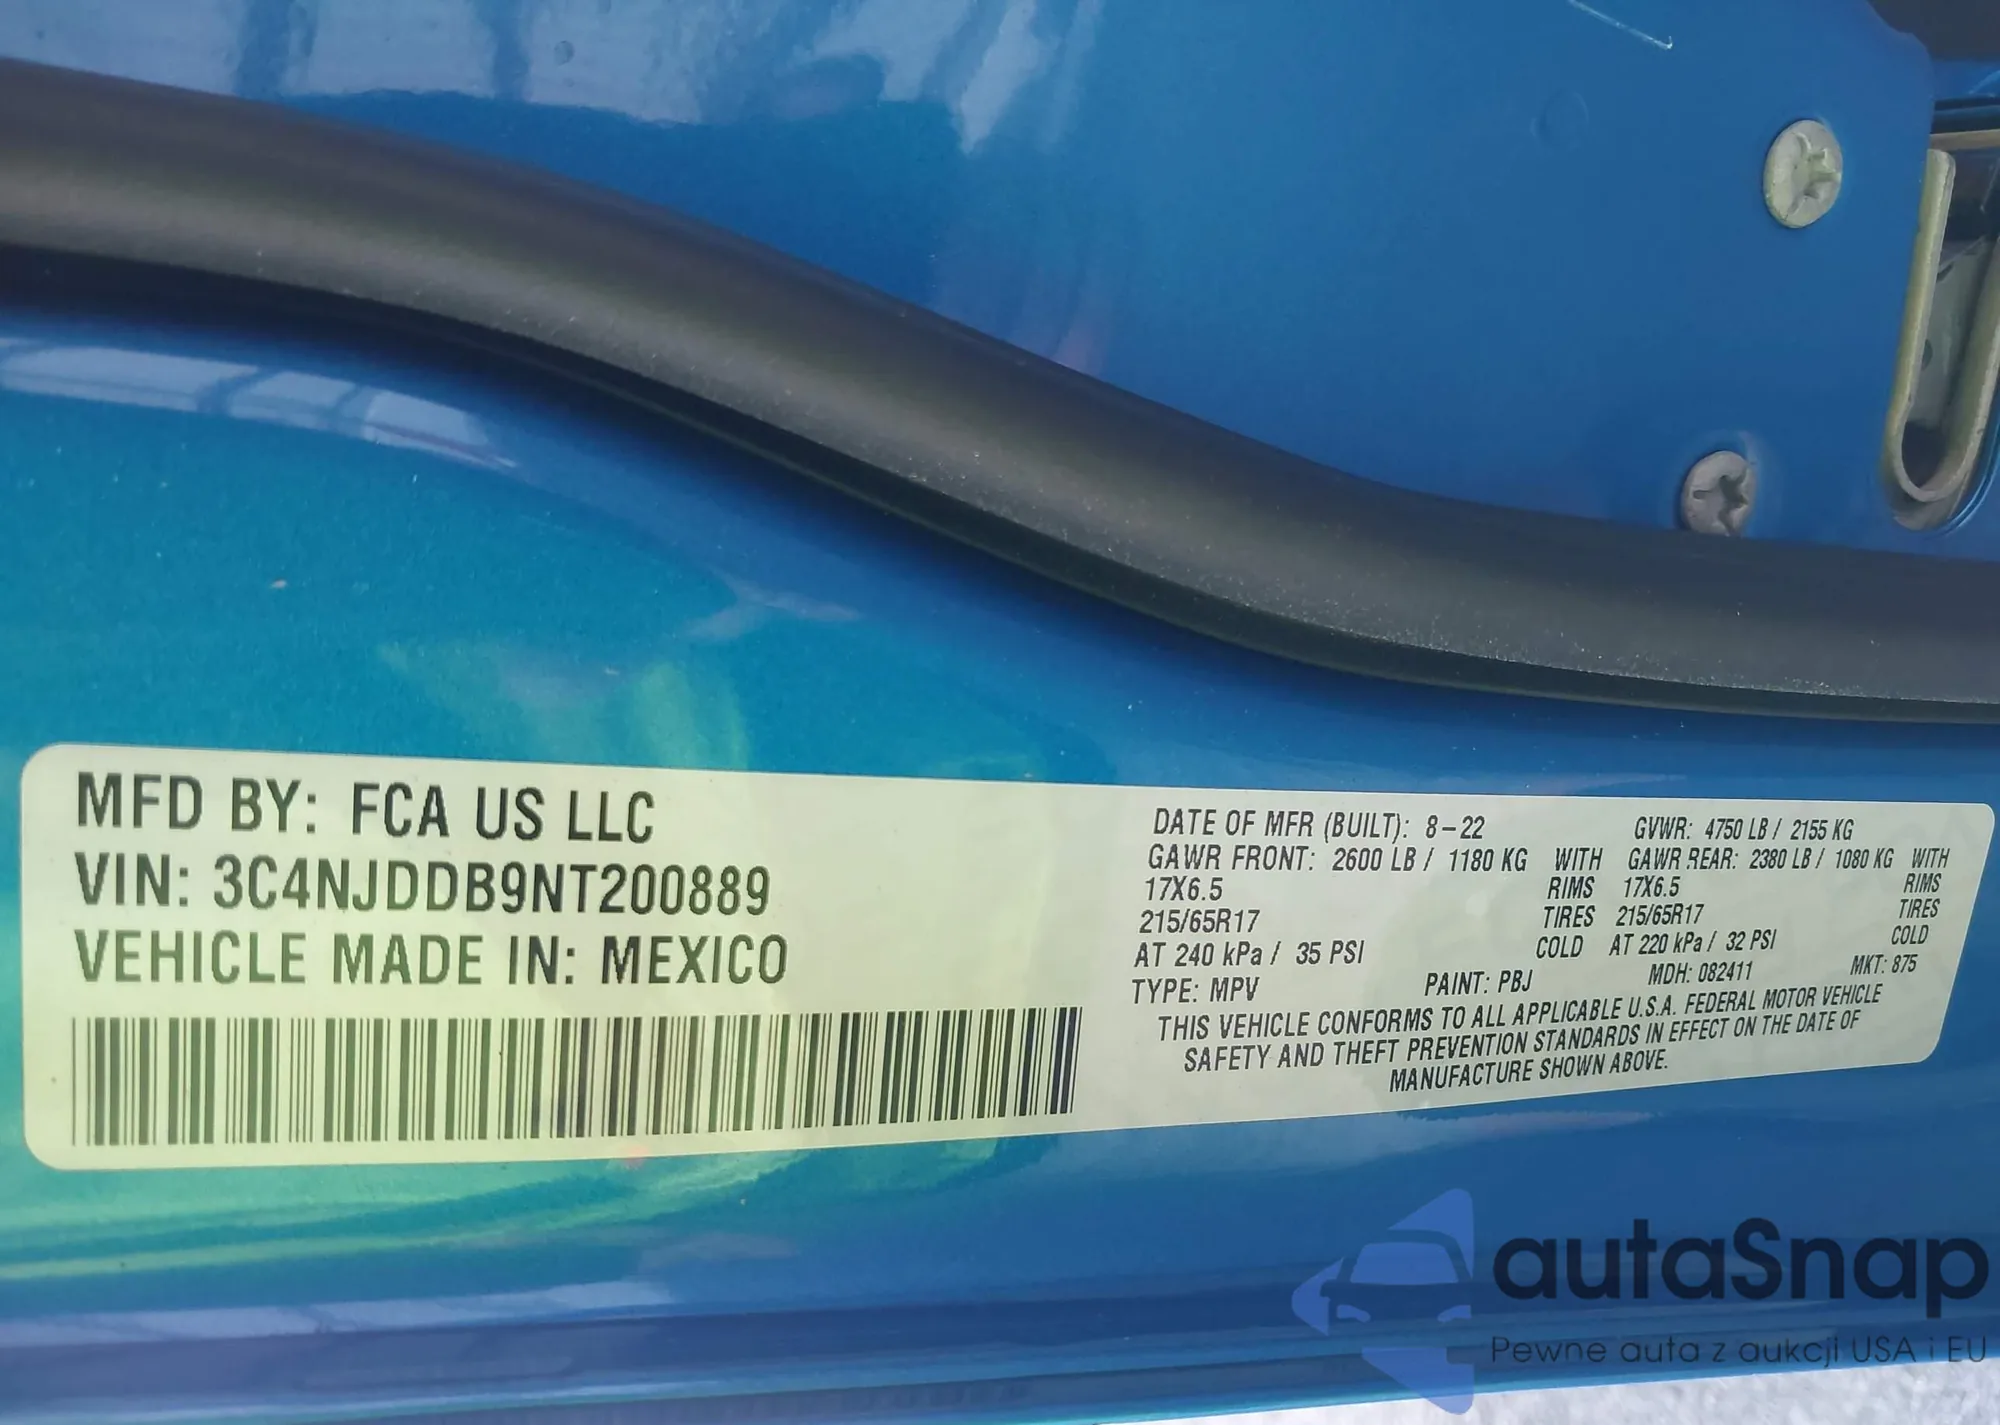 MFD BY: FCA US LLC
VIN: 3C4NJDDB9NT200889
VEHICLE MADE IN: MEXICO
DATE OF MFR (BUILT): 8-22 GVWR: 4750 LB / 2155 KG
GAWR FRONT: 2600 LB / 1180 KG WITH GAWR REAR: 2380 LB / 1080 KG WITH
17X6.5 RIMS 17X6.5 RIMS
215/65R17 TIRES 215/65R17 TIRES
AT 240 kPa / 35 PSI COLD AT 220 kPa / 32 PSI COLD
TYPE: MPV PAINT: PBJ MDH: 082411 MKT: 875
THIS VEHICLE CONFORMS TO ALL APPLICABLE U.S.A. FEDERAL MOTOR VEHICLE
SAFETY AND THEFT PREVENTION STANDARDS IN EFFECT ON THE DATE OF
MANUFACTURE SHOWN ABOVE.
autaSnap
Pewne auta z aukcji USA i EU